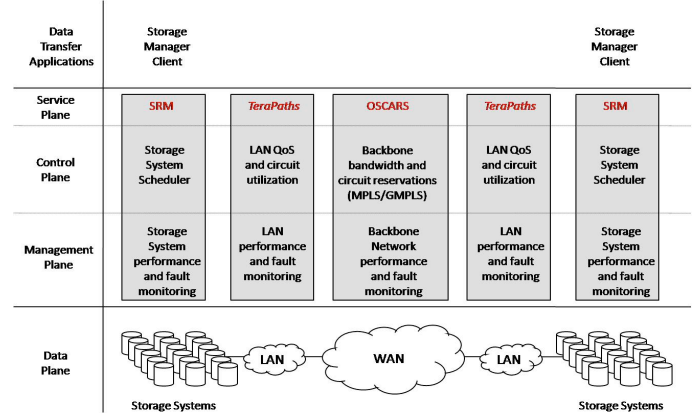 Data
Transfer
Applications
Storage
Manager
Client
Storage
Manager
Client
Service
Plane
SRM
TeraPaths
OSCARS
TeraPaths
SRM
Control
Plane
Storage
System
Scheduler
LAN QoS
and circuit
utilization
Backbone
bandwidth and
circuit reservations
(MPLS/GMPLS)
LAN QoS
and circuit
utilization
Storage
System
Scheduler
Management
Plane
Storage
System
performance
and fault
monitoring
LAN
performance
and fault
monitoring
Backbone
Network
performance
and fault
monitoring
LAN
performance
and fault
monitoring
Storage
System
performance
and fault
monitoring
Data
Plane
LAN
WAN
LAN
Storage Systems
Storage Systems